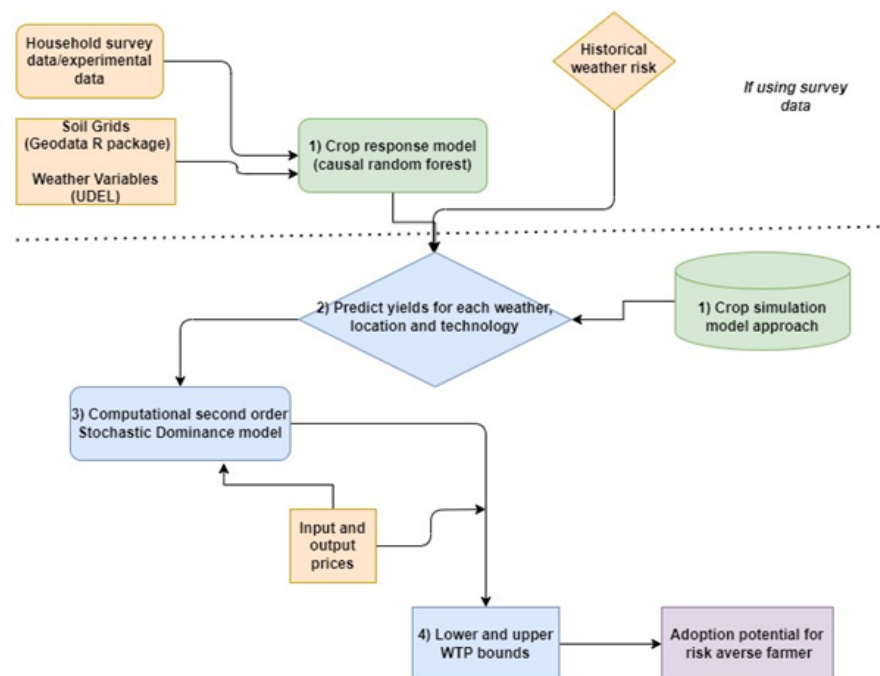 Household survey
data/experimental
data
Historical
weather risk
If using survey
data
Soil Grids
(Geodata R package)
Weather Variables
(UDEL)
1) Crop response model
(causal random forest)
2) Predict yields for each weather,
location and technology
1) Crop simulation
model approach
3) Computational second order
Stochastic Dominance model
Input and
output
prices
4) Lower and upper
WTP bounds
Adoption potential for
risk averse farmer